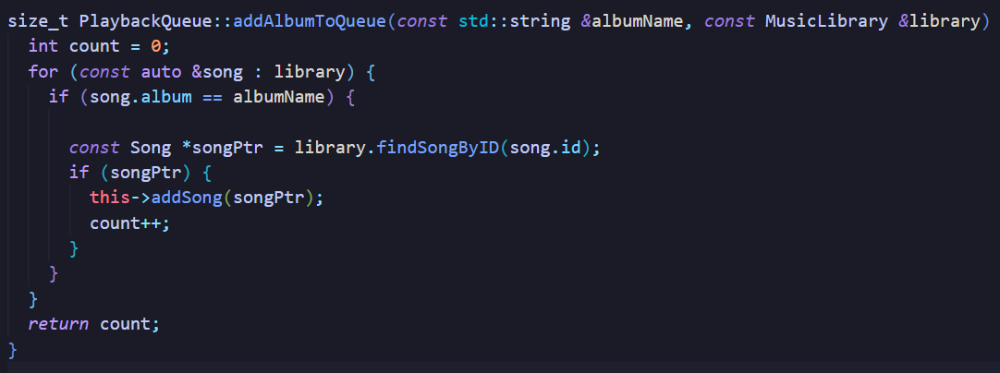 size_t PlaybackQueue::addAlbumToQueue(const std::string &albumName, const MusicLibrary &library)
  int count = 0;
  for (const auto &song : library) {
    if (song.album == albumName) {

      const Song *songPtr = library.findSongByID(song.id);
      if (songPtr) {
        this->addSong(songPtr);
        count++;
      }
    }
  }
  return count;
}